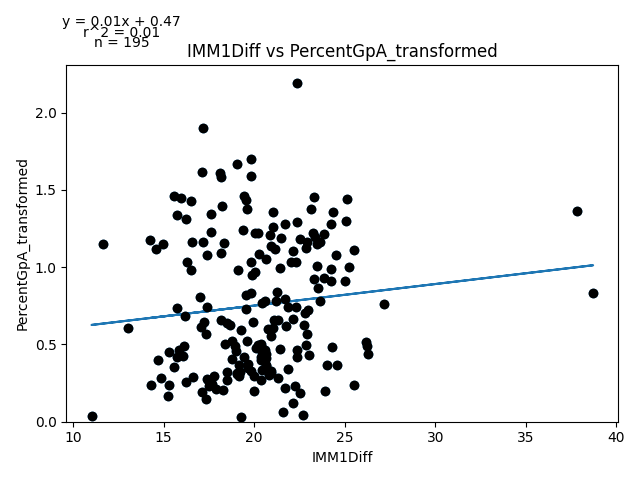 y = 0.01x + 0.47
r^2 = 0.01
n = 195
IMM1Diff vs PercentGpA_transformed
PercentGpA_transformed
2.0
1.5
1.0
0.5
0.0
10 15 20 25 30 35 40
IMM1Diff